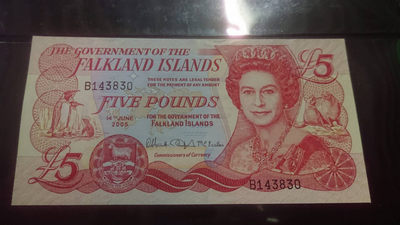 THE GOVERNMENT OF THE
FALKLAND ISLANDS
£5
THESE NOTES ARE LEGAL TENDER
FOR THE PAYMENT OF ANY AMOUNT
B143830
FIVE POUNDS
14TH JUNE
2005
FOR THE GOVERNMENT OF THE
FALKLAND ISLANDS
£5
Commissioners of Currency
B143830